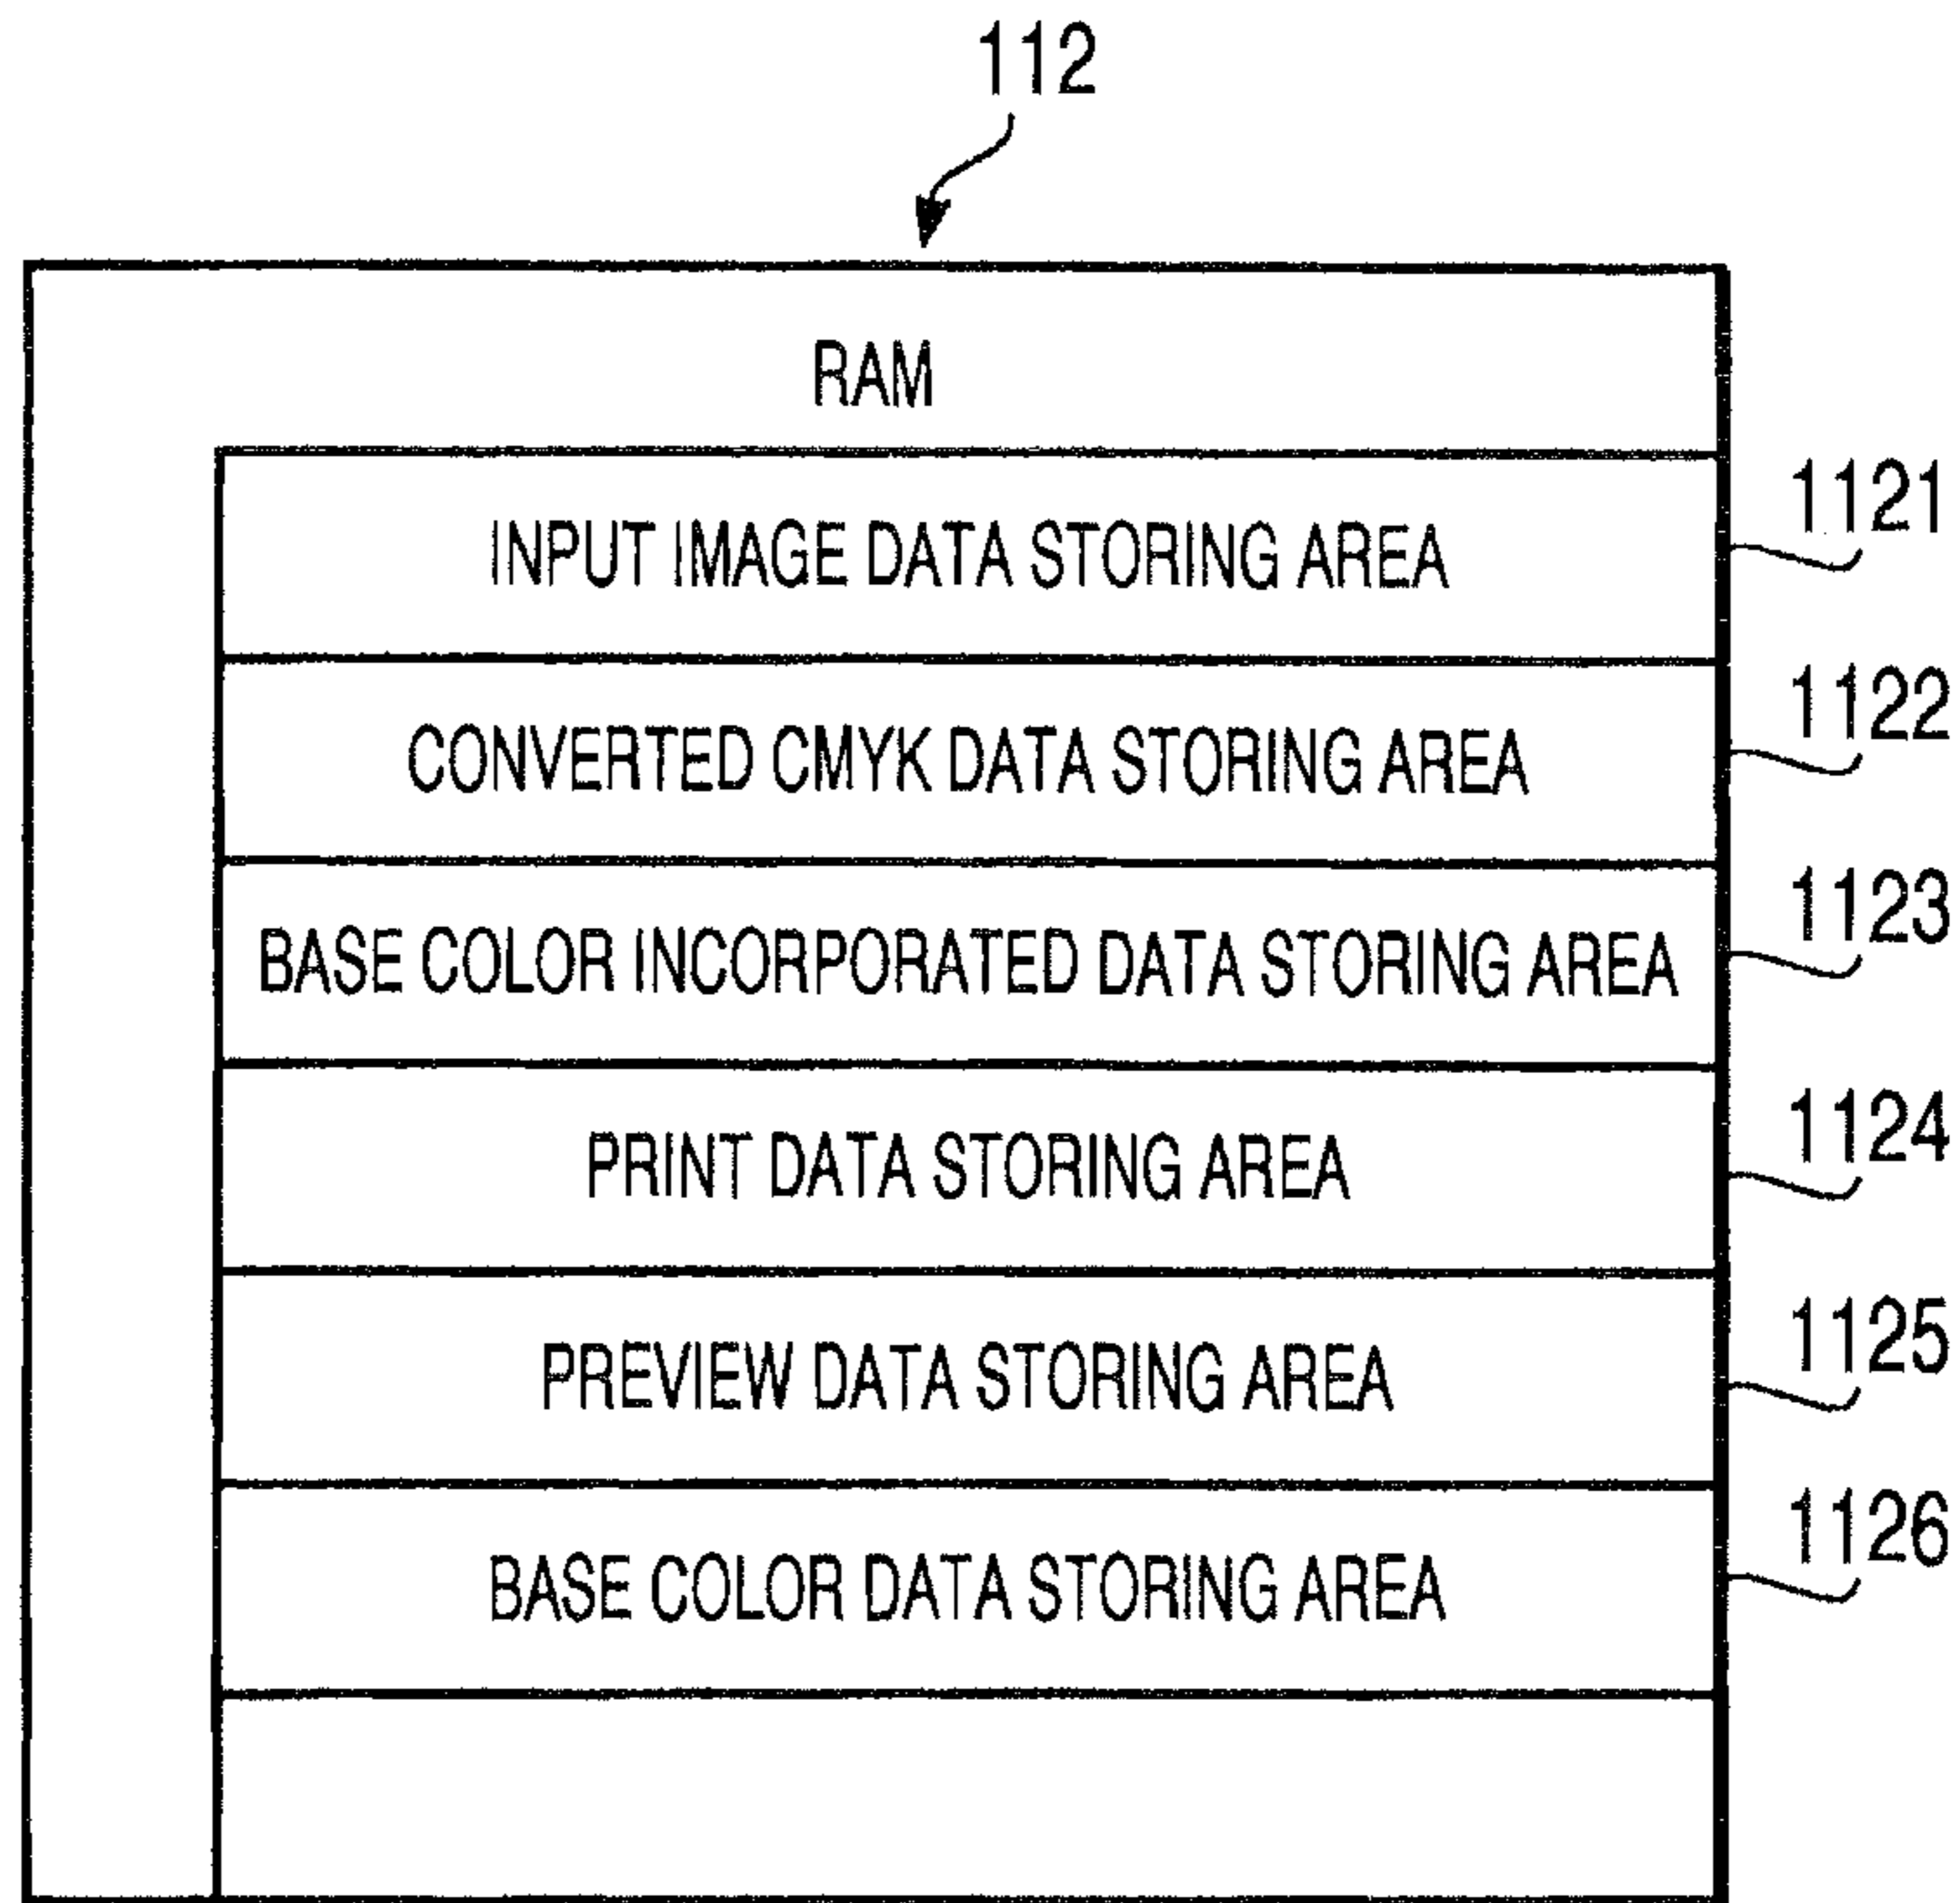 112
RAM
INPUT IMAGE DATA STORING AREA 1121
CONVERTED CMYK DATA STORING AREA 1122
BASE COLOR INCORPORATED DATA STORING AREA 1123
PRINT DATA STORING AREA 1124
PREVIEW DATA STORING AREA 1125
BASE COLOR DATA STORING AREA 1126